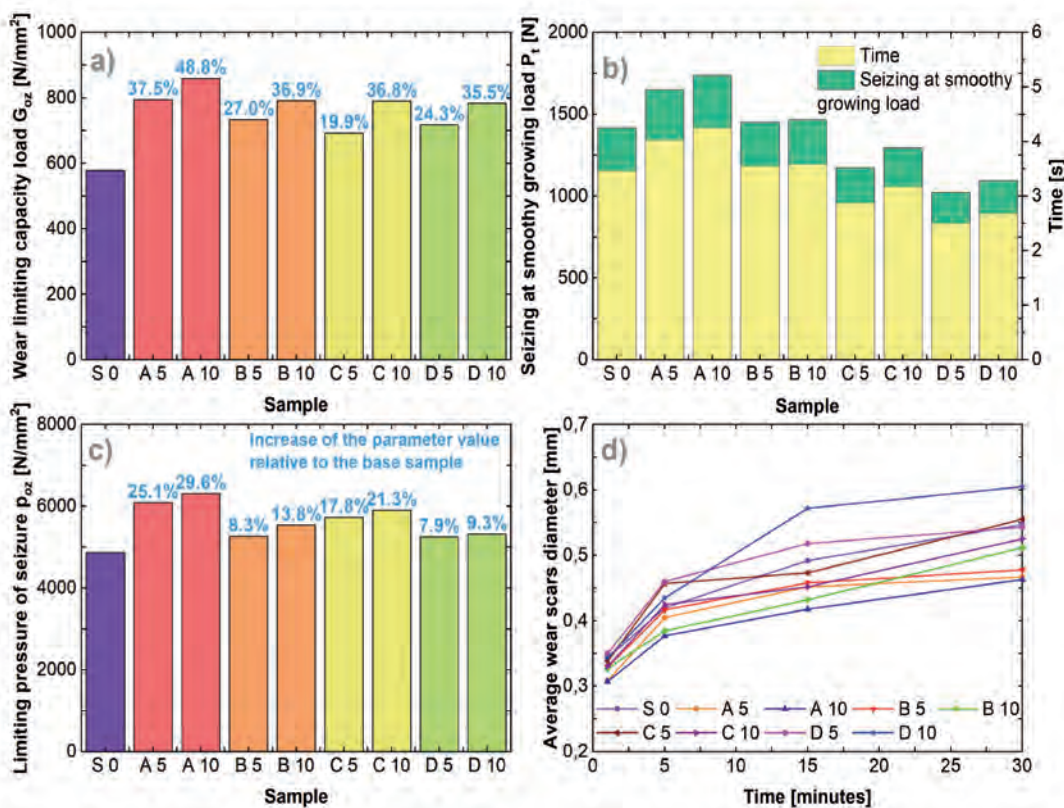 a)
Wear limiting capacity load Goz [N/mm²]
1000
800
600
400
200
0
37.5%
48.8%
27.0%
36.9%
19.9%
36.8%
24.3%
35.5%
S 0 A 5 A 10 B 5 B 10 C 5 C 10 D 5 D 10
Sample
b)
Seizing at smoothy growing load Pt [N]
2000
1500
1000
500
0
Time
Seizing at smoothy
growing load
6
5
4
3
2
1
0
Time [s]
S 0 A 5 A 10 B 5 B 10 C 5 C 10 D 5 D 10
Sample
c)
Limiting pressure of seizure poz [N/mm²]
8000
6000
4000
2000
0
Increase of the parameter value
relative to the base sample
25.1%
29.6%
8.3%
13.8%
17.8%
21.3%
7.9%
9.3%
S 0 A 5 A 10 B 5 B 10 C 5 C 10 D 5 D 10
Sample
d)
Average wear scars diameter [mm]
0,7
0,6
0,5
0,4
0,3
0,2
S 0 A 5 A 10 B 5 B 10
C 5 C 10 D 5 D 10
0 5 10 15 20 25 30
Time [minutes]